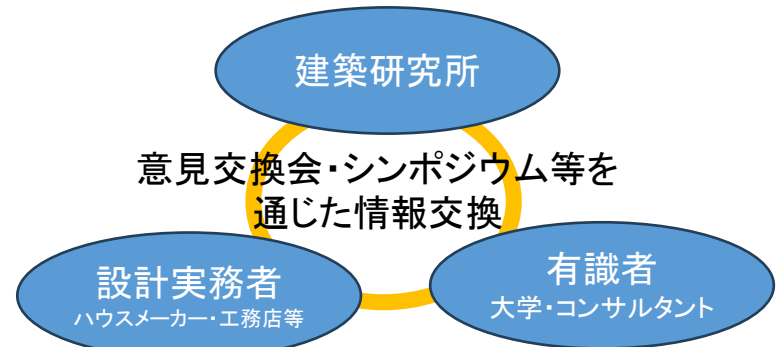 建築研究所
意見交換会・シンポジウム等を
通じた情報交換
設計実務者
ハウスメーカー・工務店等
有識者
大学・コンサルタント